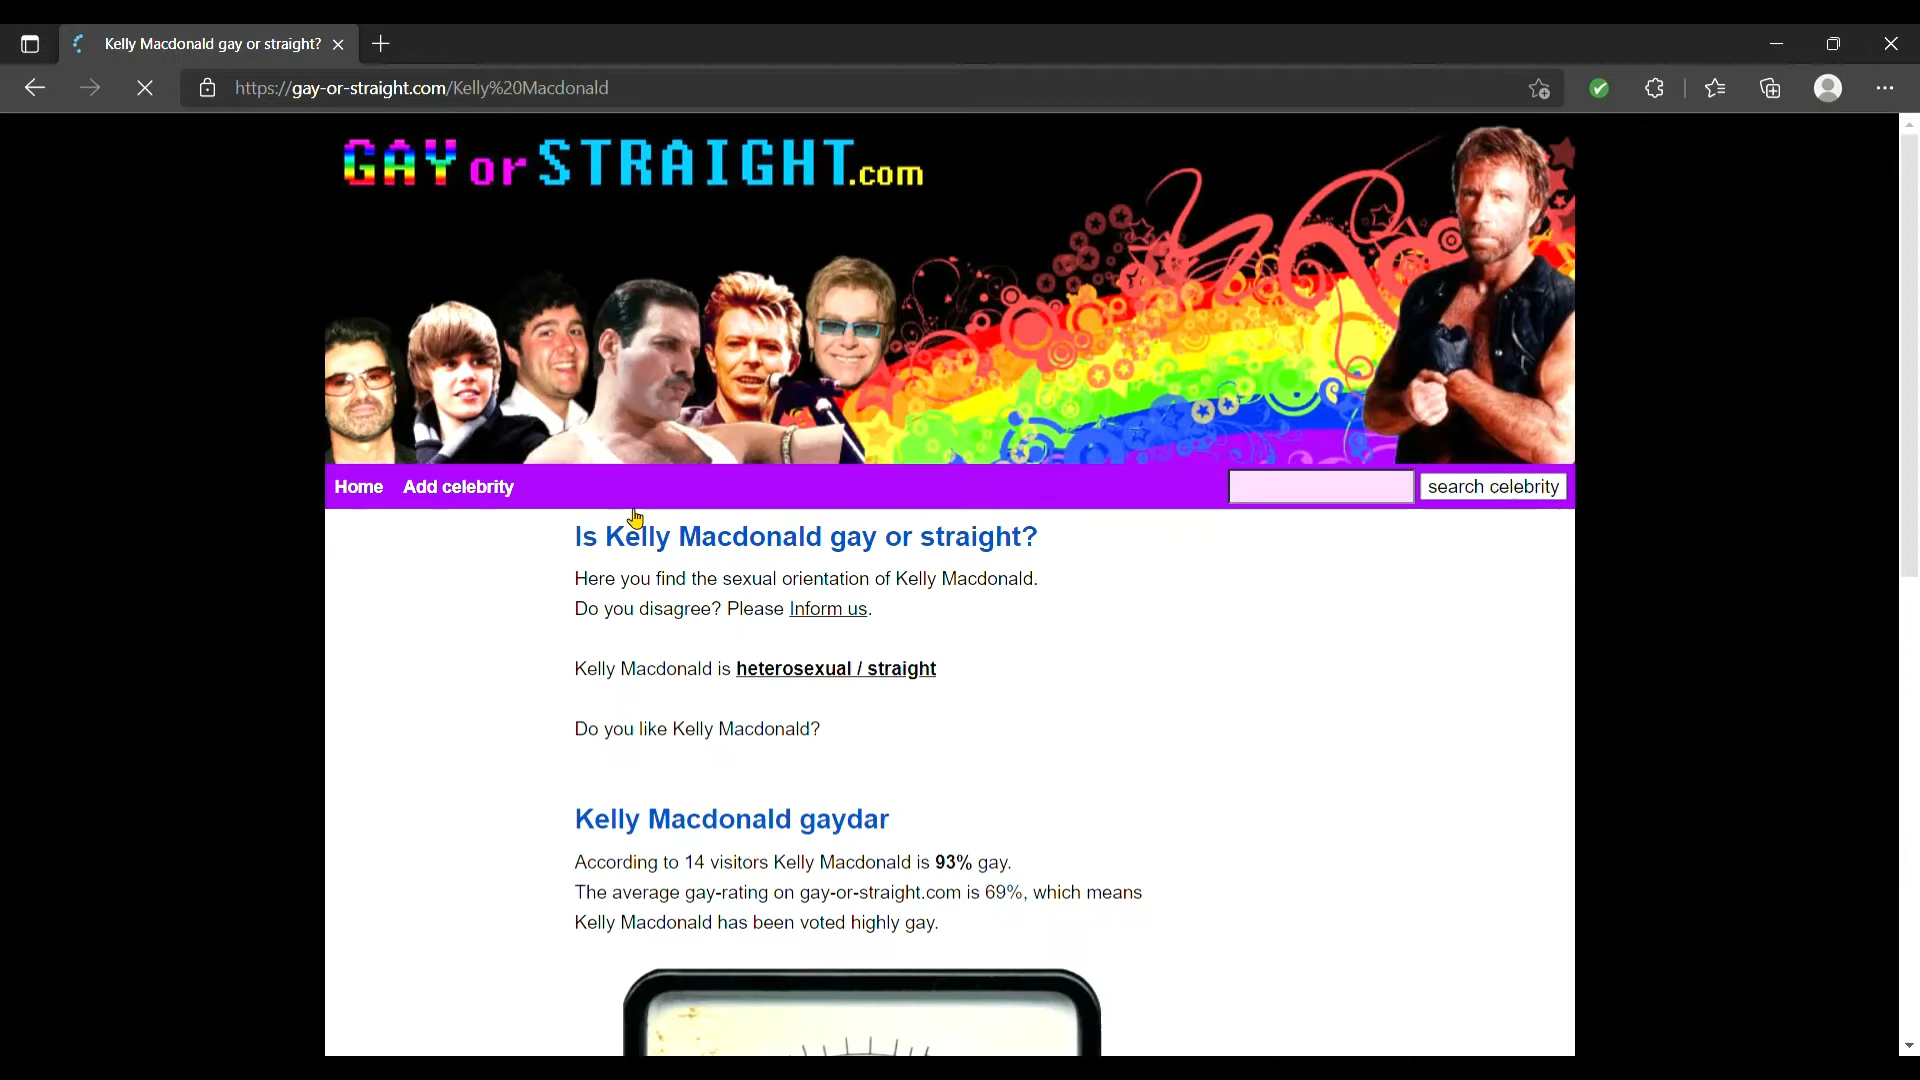 Kelly Macdonald gay or straight?
https://gay-or-straight.com/Kelly%20Macdonald
GAY or STRAIGHT.com
Home Add celebrity search celebrity
Is Kelly Macdonald gay or straight?
Here you find the sexual orientation of Kelly Macdonald.
Do you disagree? Please Inform us.
Kelly Macdonald is heterosexual / straight
Do you like Kelly Macdonald?
Kelly Macdonald gaydar
According to 14 visitors Kelly Macdonald is 93% gay.
The average gay-rating on gay-or-straight.com is 69%, which means
Kelly Macdonald has been voted highly gay.